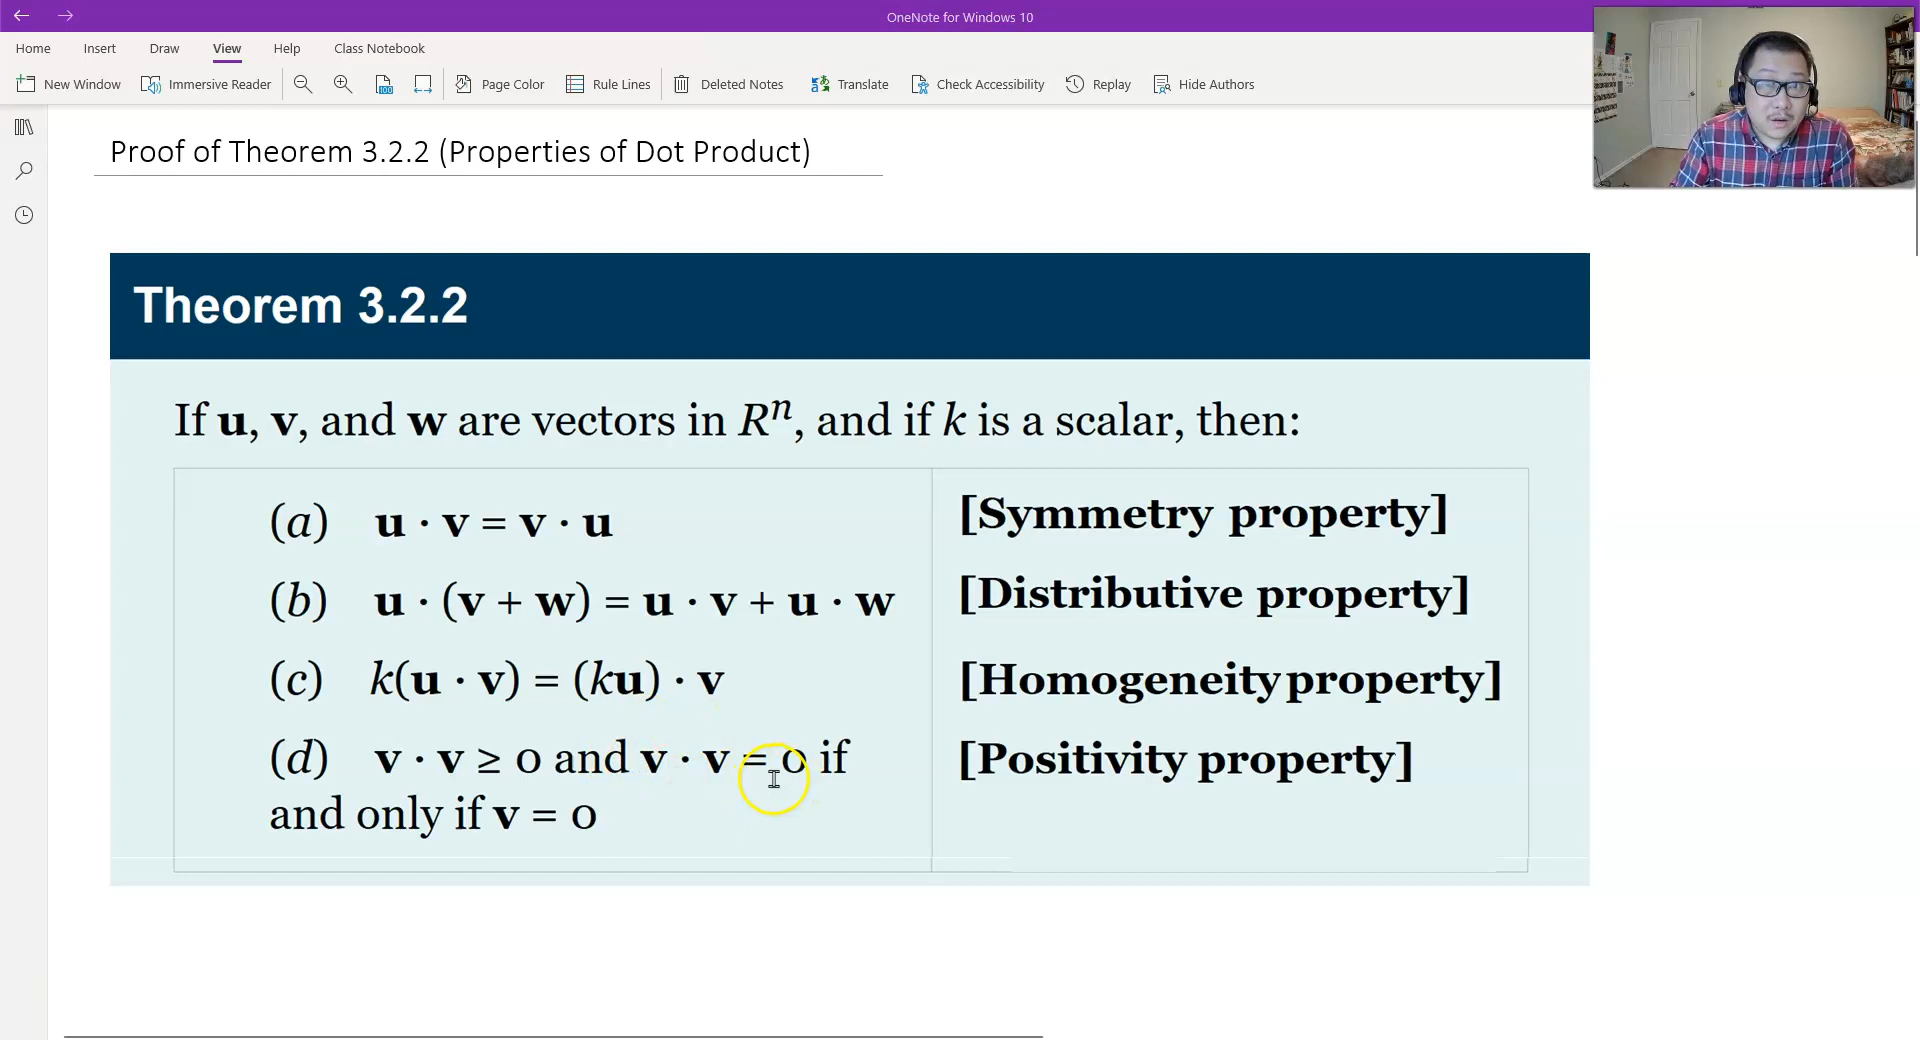 OneNote for Windows 10
Home Insert Draw View Help Class Notebook
New Window Immersive Reader 100 Page Color Rule Lines Deleted Notes Translate Check Accessibility Replay Hide Authors
Proof of Theorem 3.2.2 (Properties of Dot Product)
Theorem 3.2.2
If u, v, and w are vectors in Rⁿ, and if k is a scalar, then:
(a) u · v = v · u [Symmetry property]
(b) u · (v + w) = u · v + u · w [Distributive property]
(c) k(u · v) = (ku) · v [Homogeneity property]
(d) v · v ≥ 0 and v · v = 0 if [Positivity property]
and only if v = 0